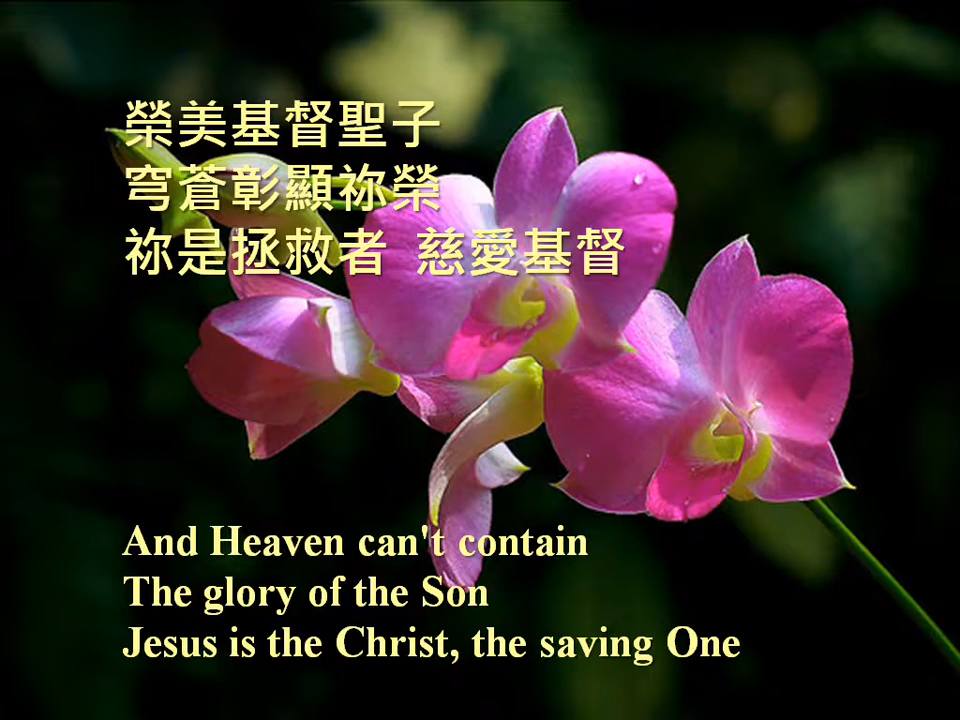 榮美基督聖子
穹蒼彰顯祢榮
祢是拯救者 慈愛基督
And Heaven can't contain
The glory of the Son
Jesus is the Christ, the saving One